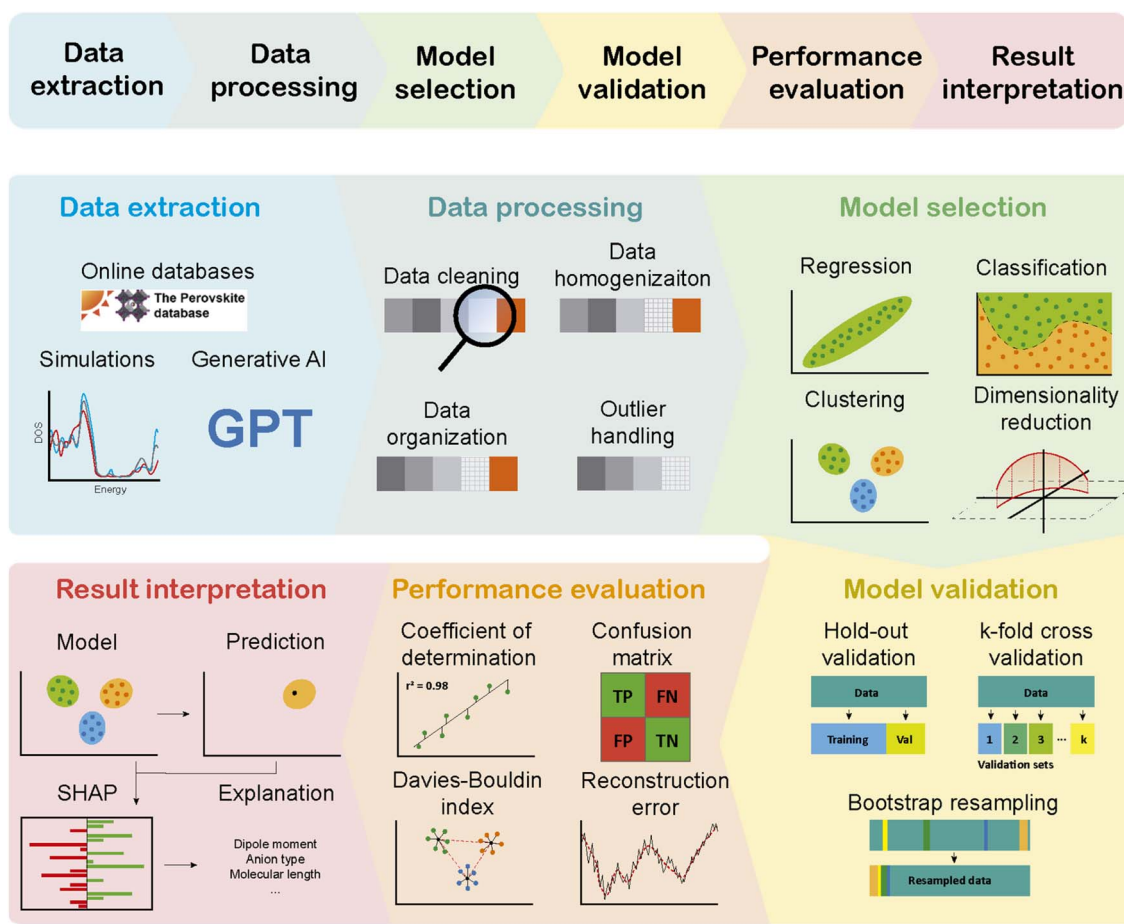 Data extraction
Data processing
Model selection
Model validation
Performance evaluation
Result interpretation
Data extraction
Online databases
The Perovskite
database
Simulations
DOS
Energy
Generative AI
GPT
Data processing
Data cleaning
Data
homogenizaiton
Data
organization
Outlier
handling
Model selection
Regression
Classification
Clustering
Dimensionality
reduction
Result interpretation
Model
Prediction
SHAP
Explanation
Dipole moment
Anion type
Molecular length
...
Performance evaluation
Coefficient of
determination
r² = 0.98
Confusion
matrix
TP FN
FP TN
Davies-Bouldin
index
Reconstruction
error
Model validation
Hold-out
validation
Data
Training Val
k-fold cross
validation
Data
1 2 3 ... k
Validation sets
Bootstrap resampling
Resampled data